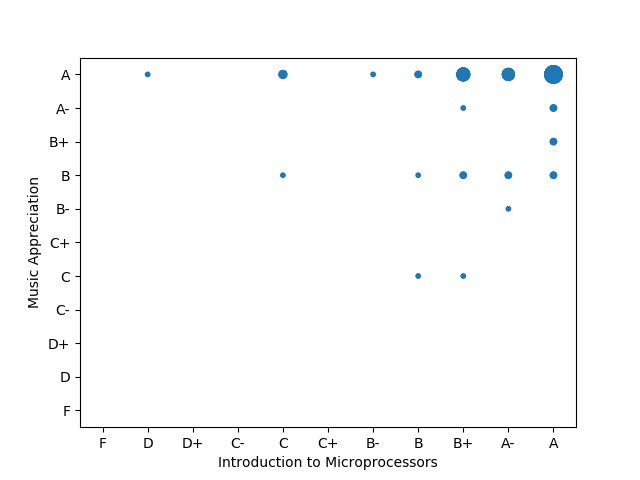 Music Appreciation
A
A-
B+
B
B-
C+
C
C-
D+
D
F
F D D+ C- C C+ B- B B+ A- A
Introduction to Microprocessors